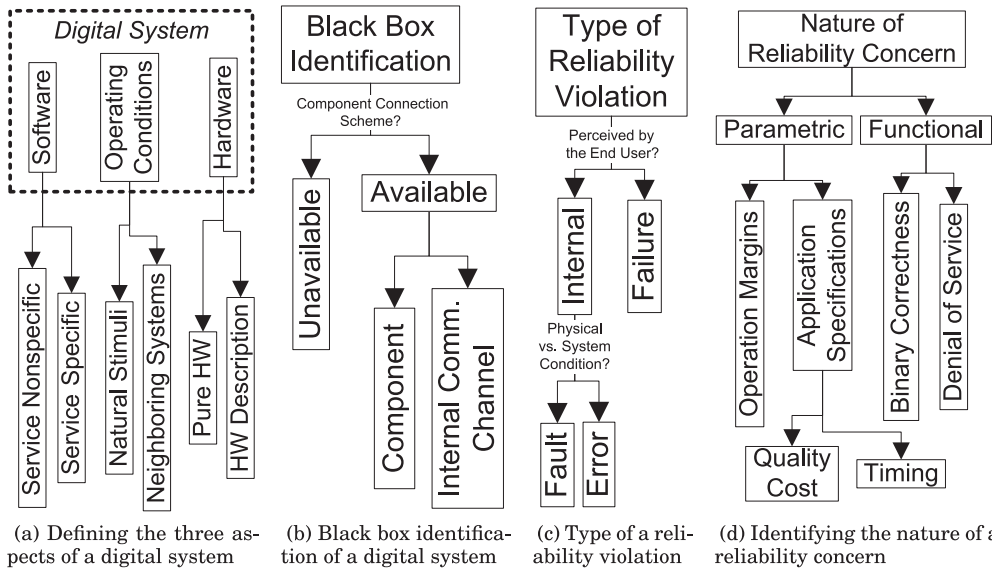 Digital System
Software
Operating
Conditions
Hardware
Service Nonspecific
Service Specific
Natural Stimuli
Neighboring Systems
Pure HW
HW Description
(a) Defining the three as-
pects of a digital system
Black Box
Identification
Component Connection
Scheme?
Unavailable
Available
Component
Internal Comm.
Channel
(b) Black box identifica-
tion of a digital system
Type of
Reliability
Violation
Perceived by
the End User?
Internal
Failure
Physical
vs. System
Condition?
Fault
Error
(c) Type of a reli-
ability violation
Nature of
Reliability Concern
Parametric
Functional
Operation Margins
Application
Specifications
Binary Correctness
Denial of Service
Quality
Cost
Timing
(d) Identifying the nature of a
reliability concern